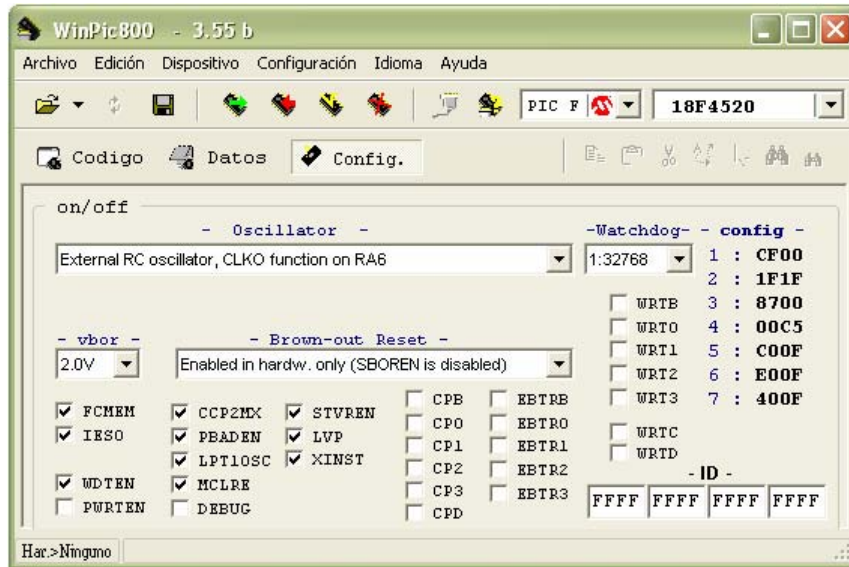 WinPic800 - 3.55 b
Archivo Edición Dispositivo Configuración Idioma Ayuda
PIC F 18F4520
Codigo Datos Config.
on/off
- Oscillator - -Watchdog- - config -
External RC oscillator, CLKO function on RA6 1:32768 1 : CF00
2 : 1F1F
WRTB 3 : 8700
WRT0 4 : 00C5
- vbor - - Brown-out Reset - WRT1 5 : C00F
2.0V Enabled in hardw. only (SBOREN is disabled) WRT2 6 : E00F
WRT3 7 : 400F
FCMEM CCP2MX STVREN CPB EBTRB
IESO PBADEN LVP CP0 EBTR0 WRTC
LPT1OSC XINST CP1 EBTR1 WRTD
WDTEN MCLRE CP2 EBTR2 - ID -
PWRTEN DEBUG CP3 EBTR3 FFFF FFFF FFFF FFFF
CPD
Har.>Ninguno